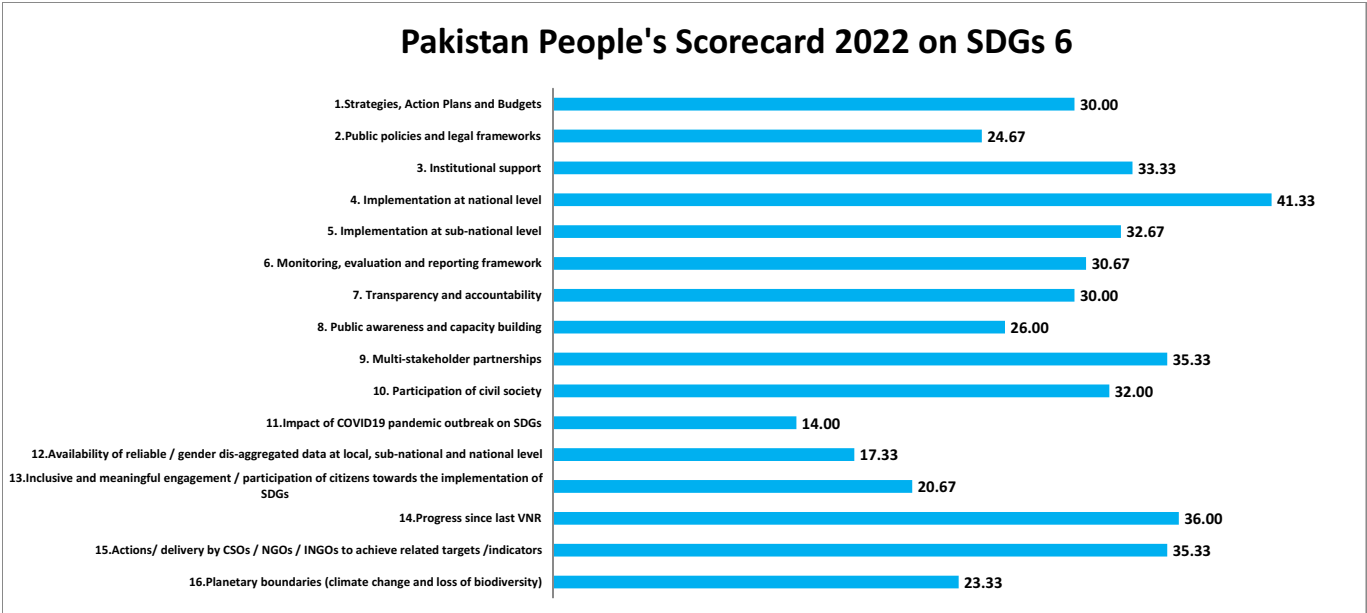 Pakistan People's Scorecard 2022 on SDGs 6
1.Strategies, Action Plans and Budgets 30.00
2.Public policies and legal frameworks 24.67
3. Institutional support 33.33
4. Implementation at national level 41.33
5. Implementation at sub-national level 32.67
6. Monitoring, evaluation and reporting framework 30.67
7. Transparency and accountability 30.00
8. Public awareness and capacity building 26.00
9. Multi-stakeholder partnerships 35.33
10. Participation of civil society 32.00
11.Impact of COVID19 pandemic outbreak on SDGs 14.00
12.Availability of reliable / gender dis-aggregated data at local, sub-national and national level 17.33
13.Inclusive and meaningful engagement / participation of citizens towards the implementation of
SDGs 20.67
14.Progress since last VNR 36.00
15.Actions/ delivery by CSOs / NGOs / INGOs to achieve related targets /indicators 35.33
16.Planetary boundaries (climate change and loss of biodiversity) 23.33